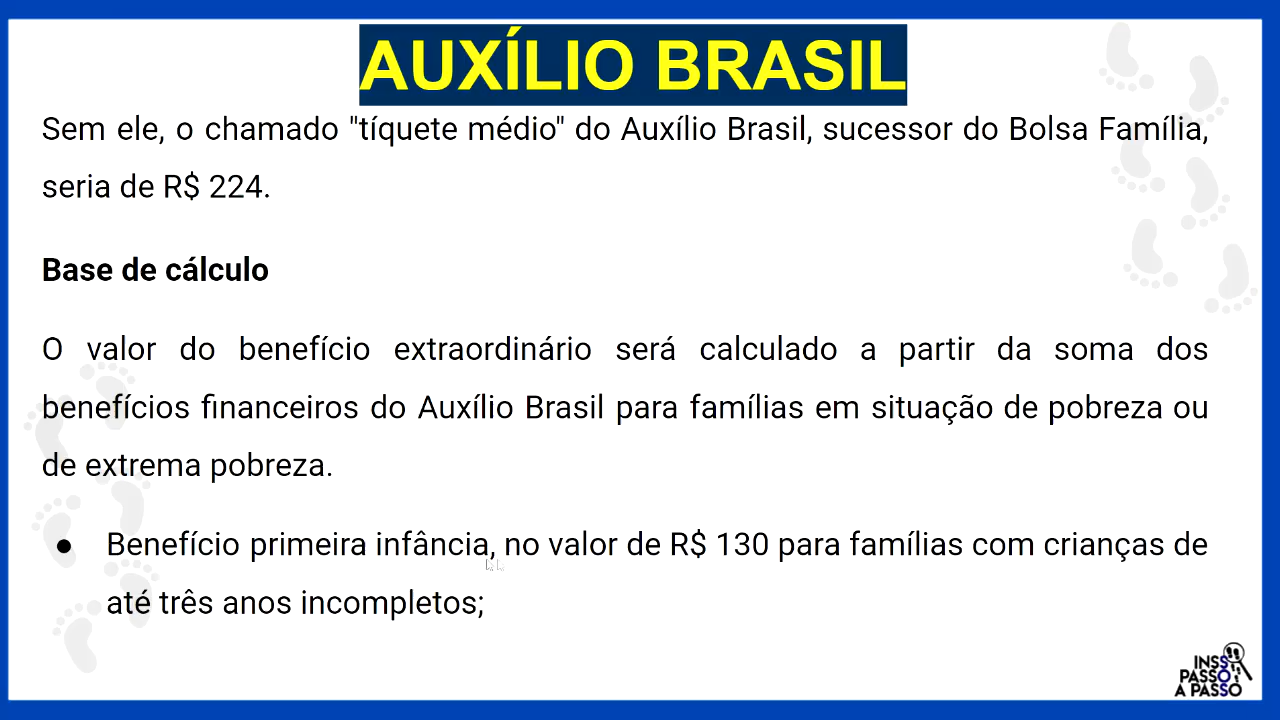 AUXÍLIO BRASIL
Sem ele, o chamado "tíquete médio" do Auxílio Brasil, sucessor do Bolsa Família,
seria de R$ 224.
Base de cálculo
O valor do benefício extraordinário será calculado a partir da soma dos
benefícios financeiros do Auxílio Brasil para famílias em situação de pobreza ou
de extrema pobreza.
● Benefício primeira infância, no valor de R$ 130 para famílias com crianças de
até três anos incompletos;
INSS
PASSO
A PASSO